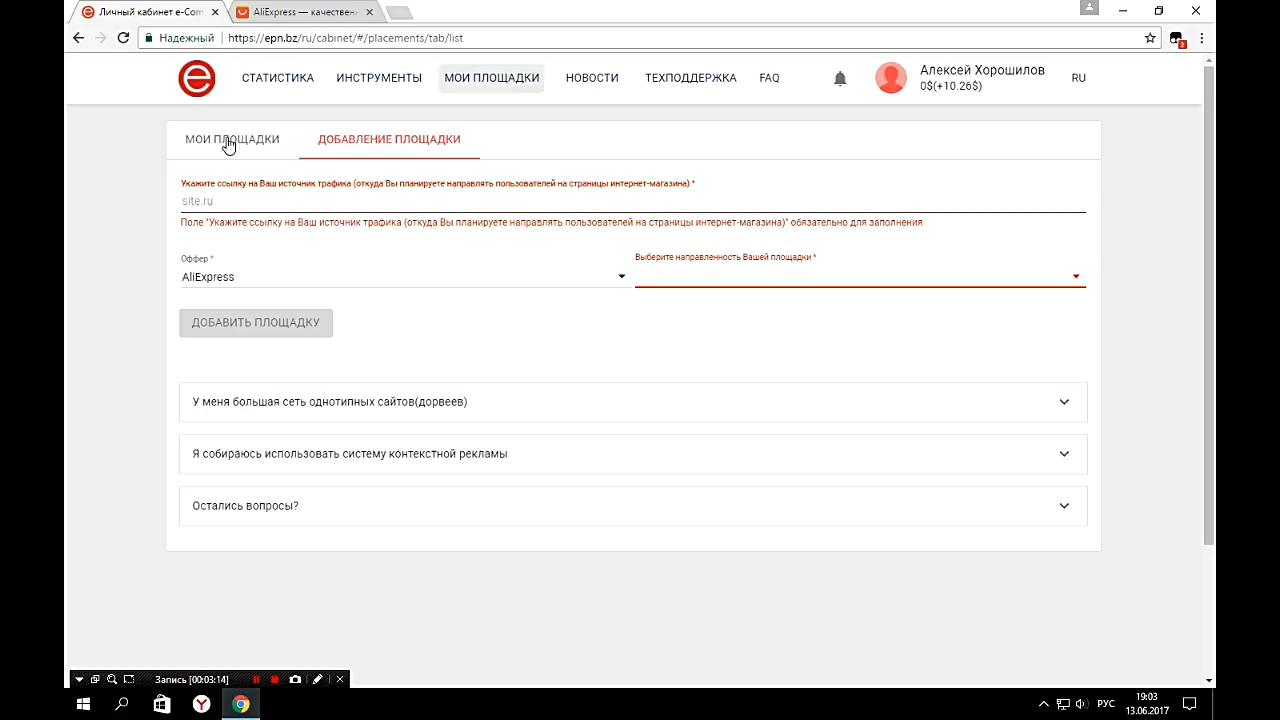 Личный кабинет e-Com
AliExpress — качествен
Надежный
https://epn.bz/ru/cabinet/#/placements/tab/list
2
СТАТИСТИКА ИНСТРУМЕНТЫ МОИ ПЛОЩАДКИ НОВОСТИ ТЕХПОДДЕРЖКА FAQ
Алексей Хорошилов
0$(+10.26$)
RU
МОИ ПЛОЩАДКИ ДОБАВЛЕНИЕ ПЛОЩАДКИ
Укажите ссылку на Ваш источник трафика (откуда Вы планируете направлять пользователей на страницы интернет-магазина) *
site.ru
Поле "Укажите ссылку на Ваш источник трафика (откуда Вы планируете направлять пользователей на страницы интернет-магазина)" обязательно для заполнения
Оффер *
Выберите направленность Вашей площадки *
AliExpress
ДОБАВИТЬ ПЛОЩАДКУ
У меня большая сеть однотипных сайтов(дорвеев)
Я собираюсь использовать систему контекстной рекламы
Остались вопросы?
Запись [00:03:14]
РУС
19:03
13.06.2017